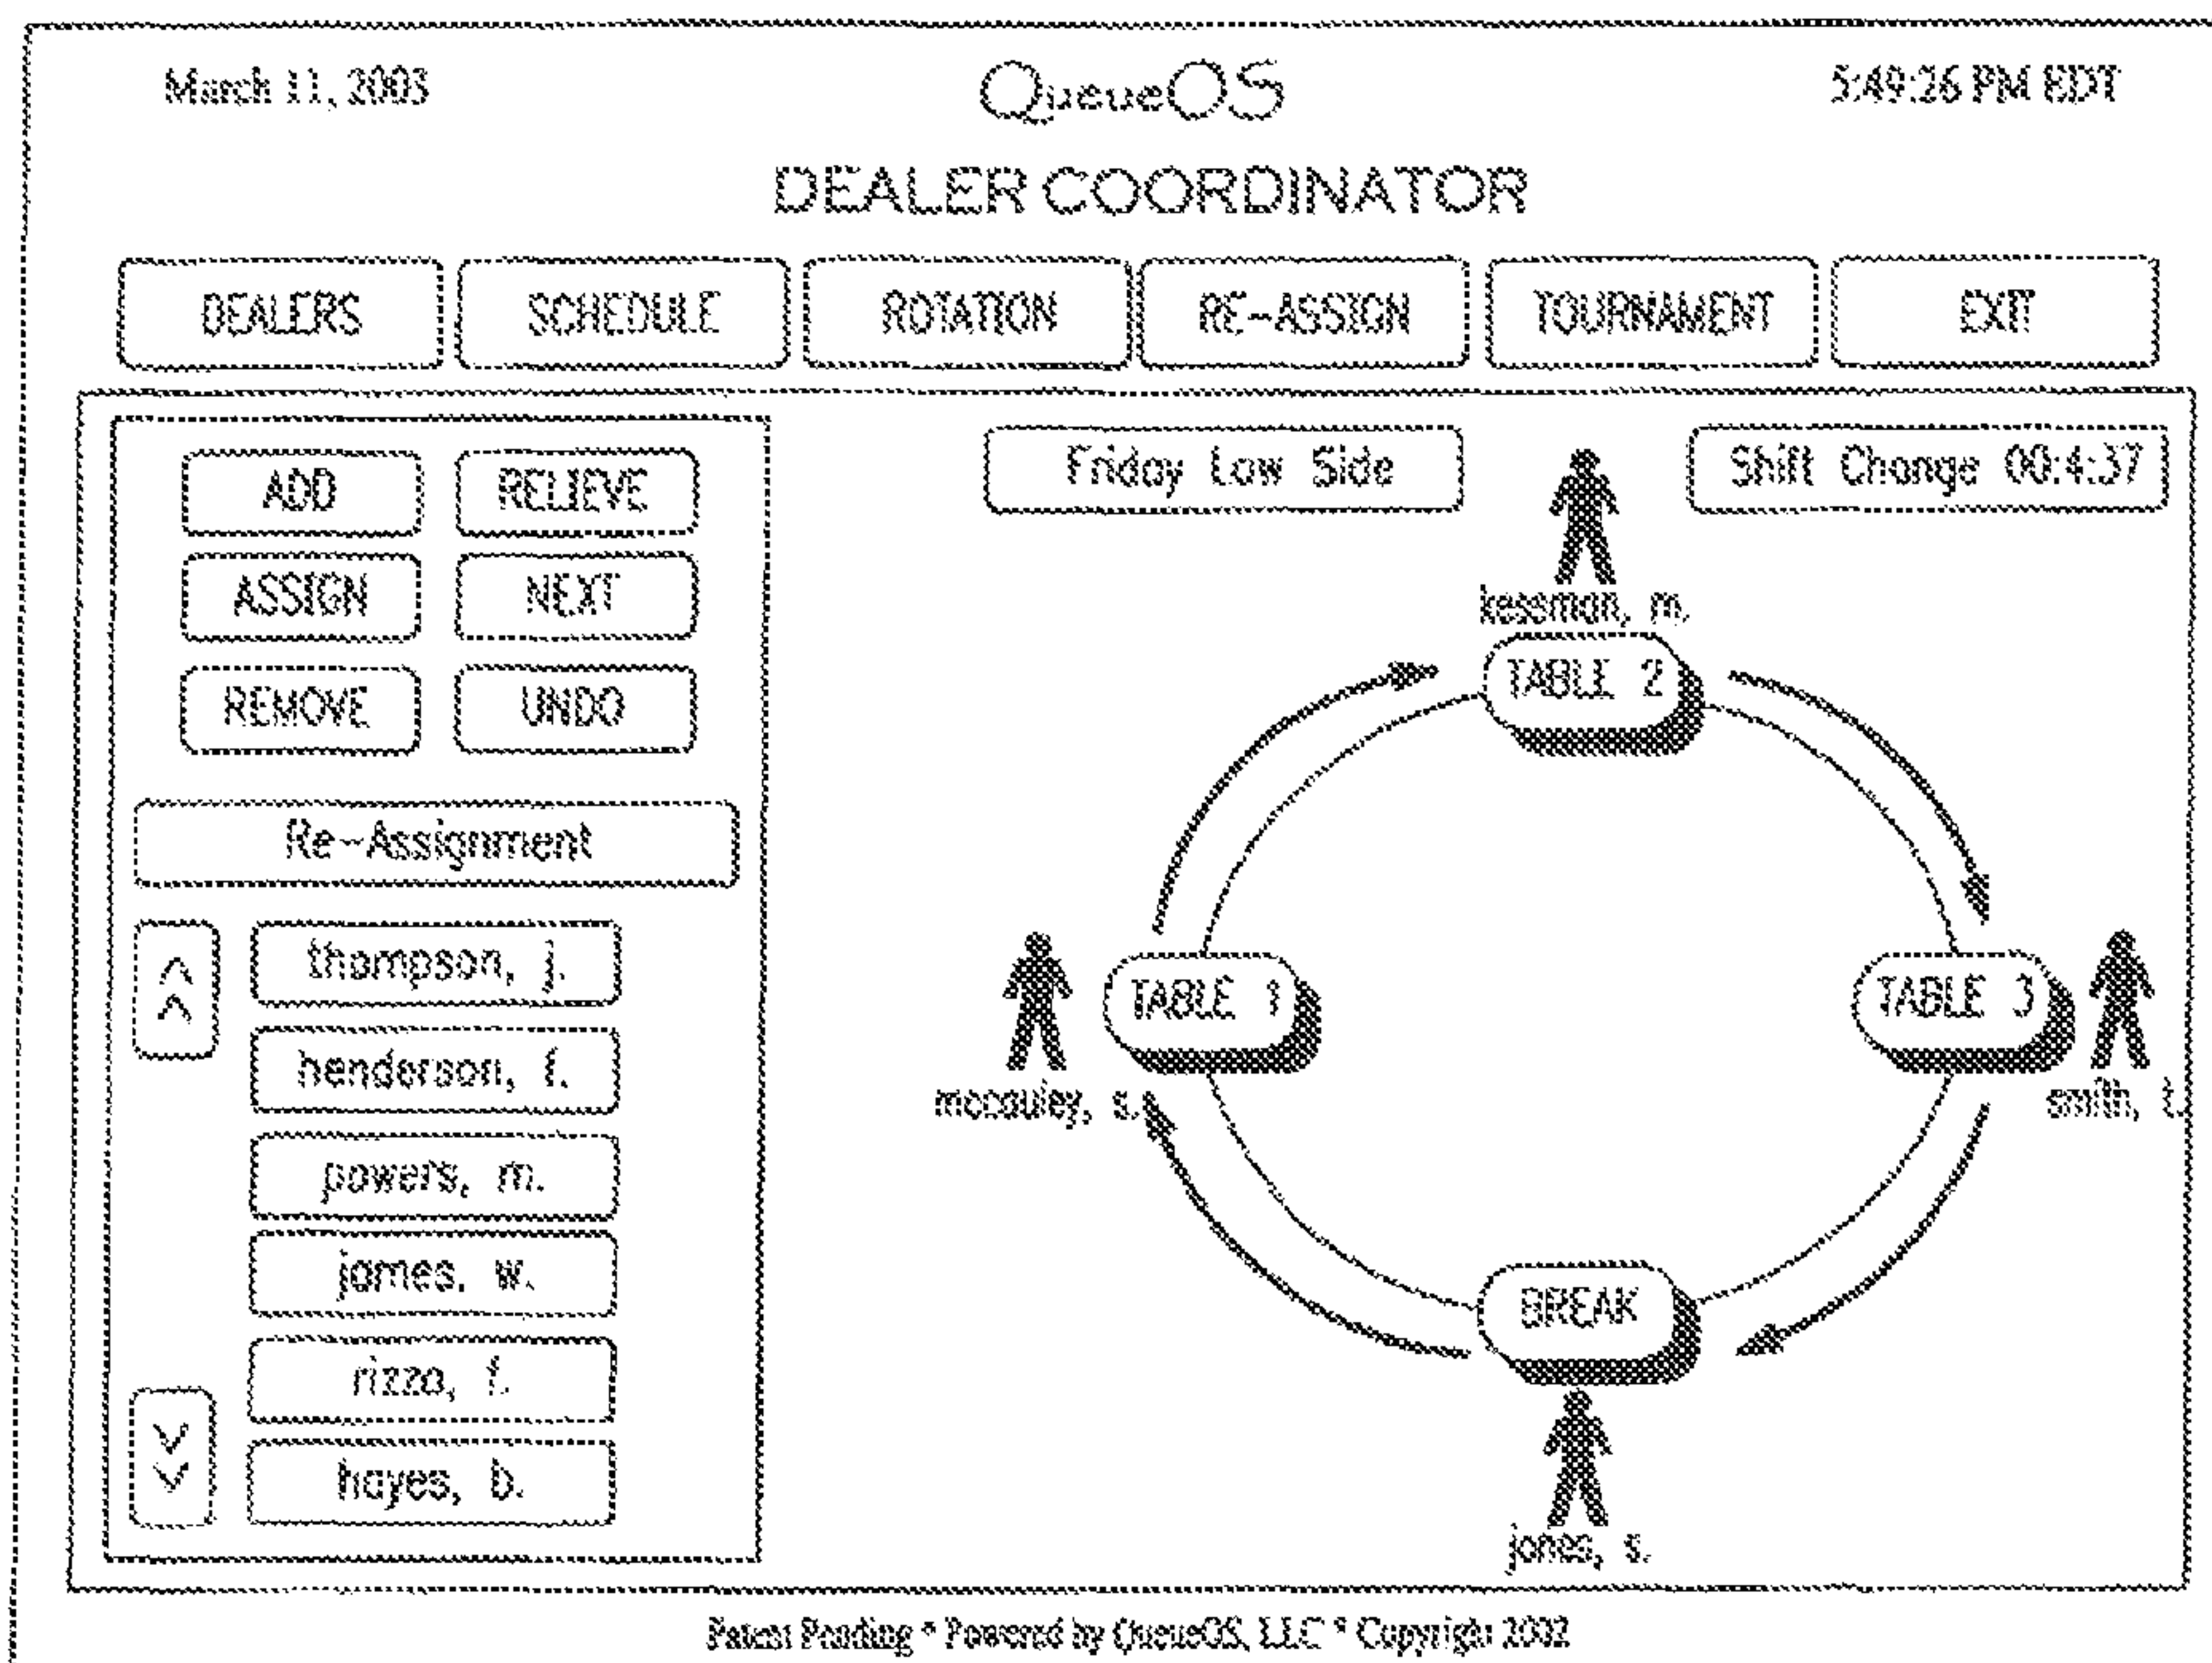 March 11, 2003
QueueOS
5:49:26 PM EDT
DEALER COORDINATOR
DEALERS
SCHEDULE
ROTATION
RE-ASSIGN
TOURNAMENT
EXIT
ADD
RELIEVE
ASSIGN
NEXT
REMOVE
UNDO
Re-Assignment
thompson, j.
henderson, f.
powers, m.
james, w.
rizzo, f.
hayes, b.
Friday Low Side
Shift Change 00:4:37
kessman, m.
TABLE 2
TABLE 1
mccauley, s.
TABLE 3
smith, t.
BREAK
jones, s.
Patent Pending * Powered by QueueOS, LLC * Copyright 2002